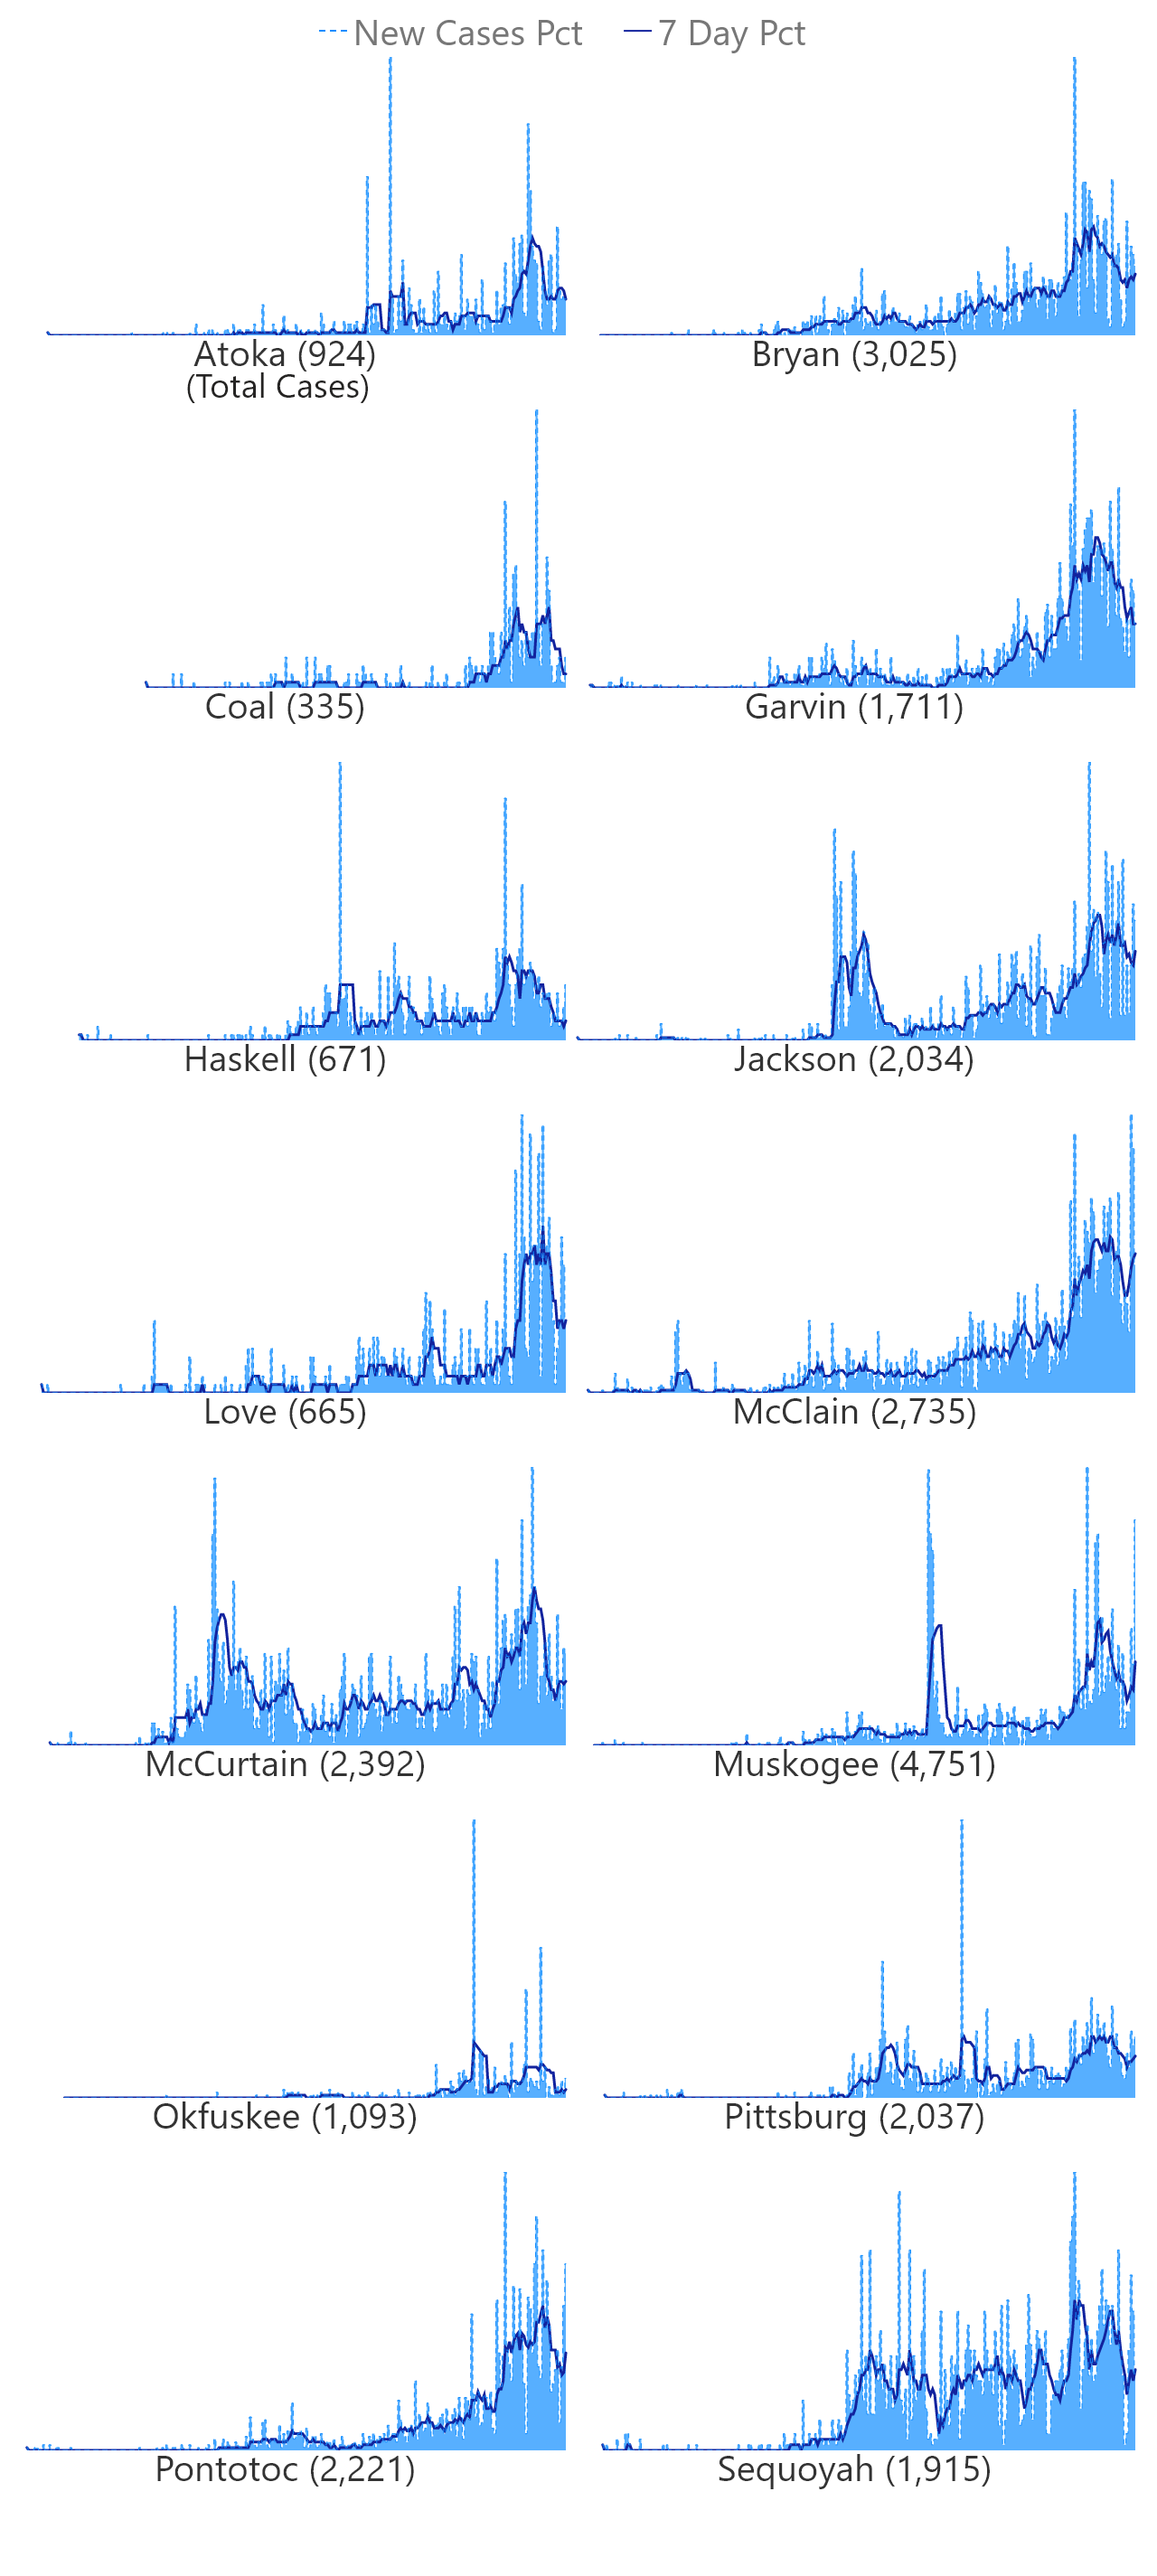 New Cases Pct 7 Day Pct
Atoka (924) Bryan (3,025)
(Total Cases)
Coal (335) Garvin (1,711)
Haskell (671) Jackson (2,034)
Love (665) McClain (2,735)
McCurtain (2,392) Muskogee (4,751)
Okfuskee (1,093) Pittsburg (2,037)
Pontotoc (2,221) Sequoyah (1,915)